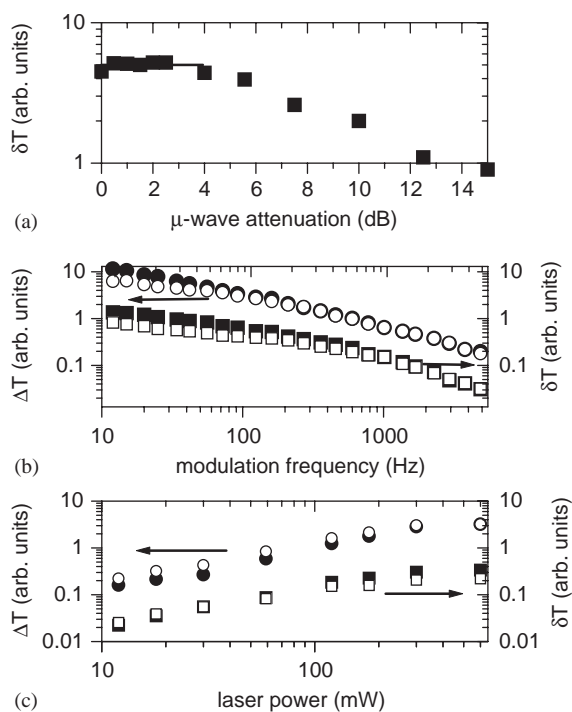 10
1
δT (arb. units)
0 2 4 6 8 10 12 14
(a)
μ-wave attenuation (dB)
10
1
0.1
ΔT (arb. units)
10
1
0.1
δT (arb. units)
10 100 1000
(b)
modulation frequency (Hz)
10
1
0.1
0.01
ΔT (arb. units)
10
1
0.1
0.01
δT (arb. units)
10 100
(c)
laser power (mW)